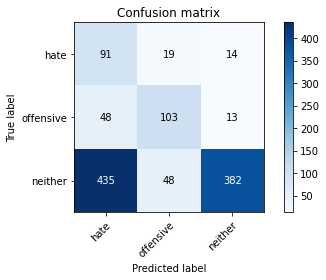 Confusion matrix
hate 91 19 14
offensive 48 103 13
neither 435 48 382
hate offensive neither
True label
Predicted label
400
350
300
250
200
150
100
50